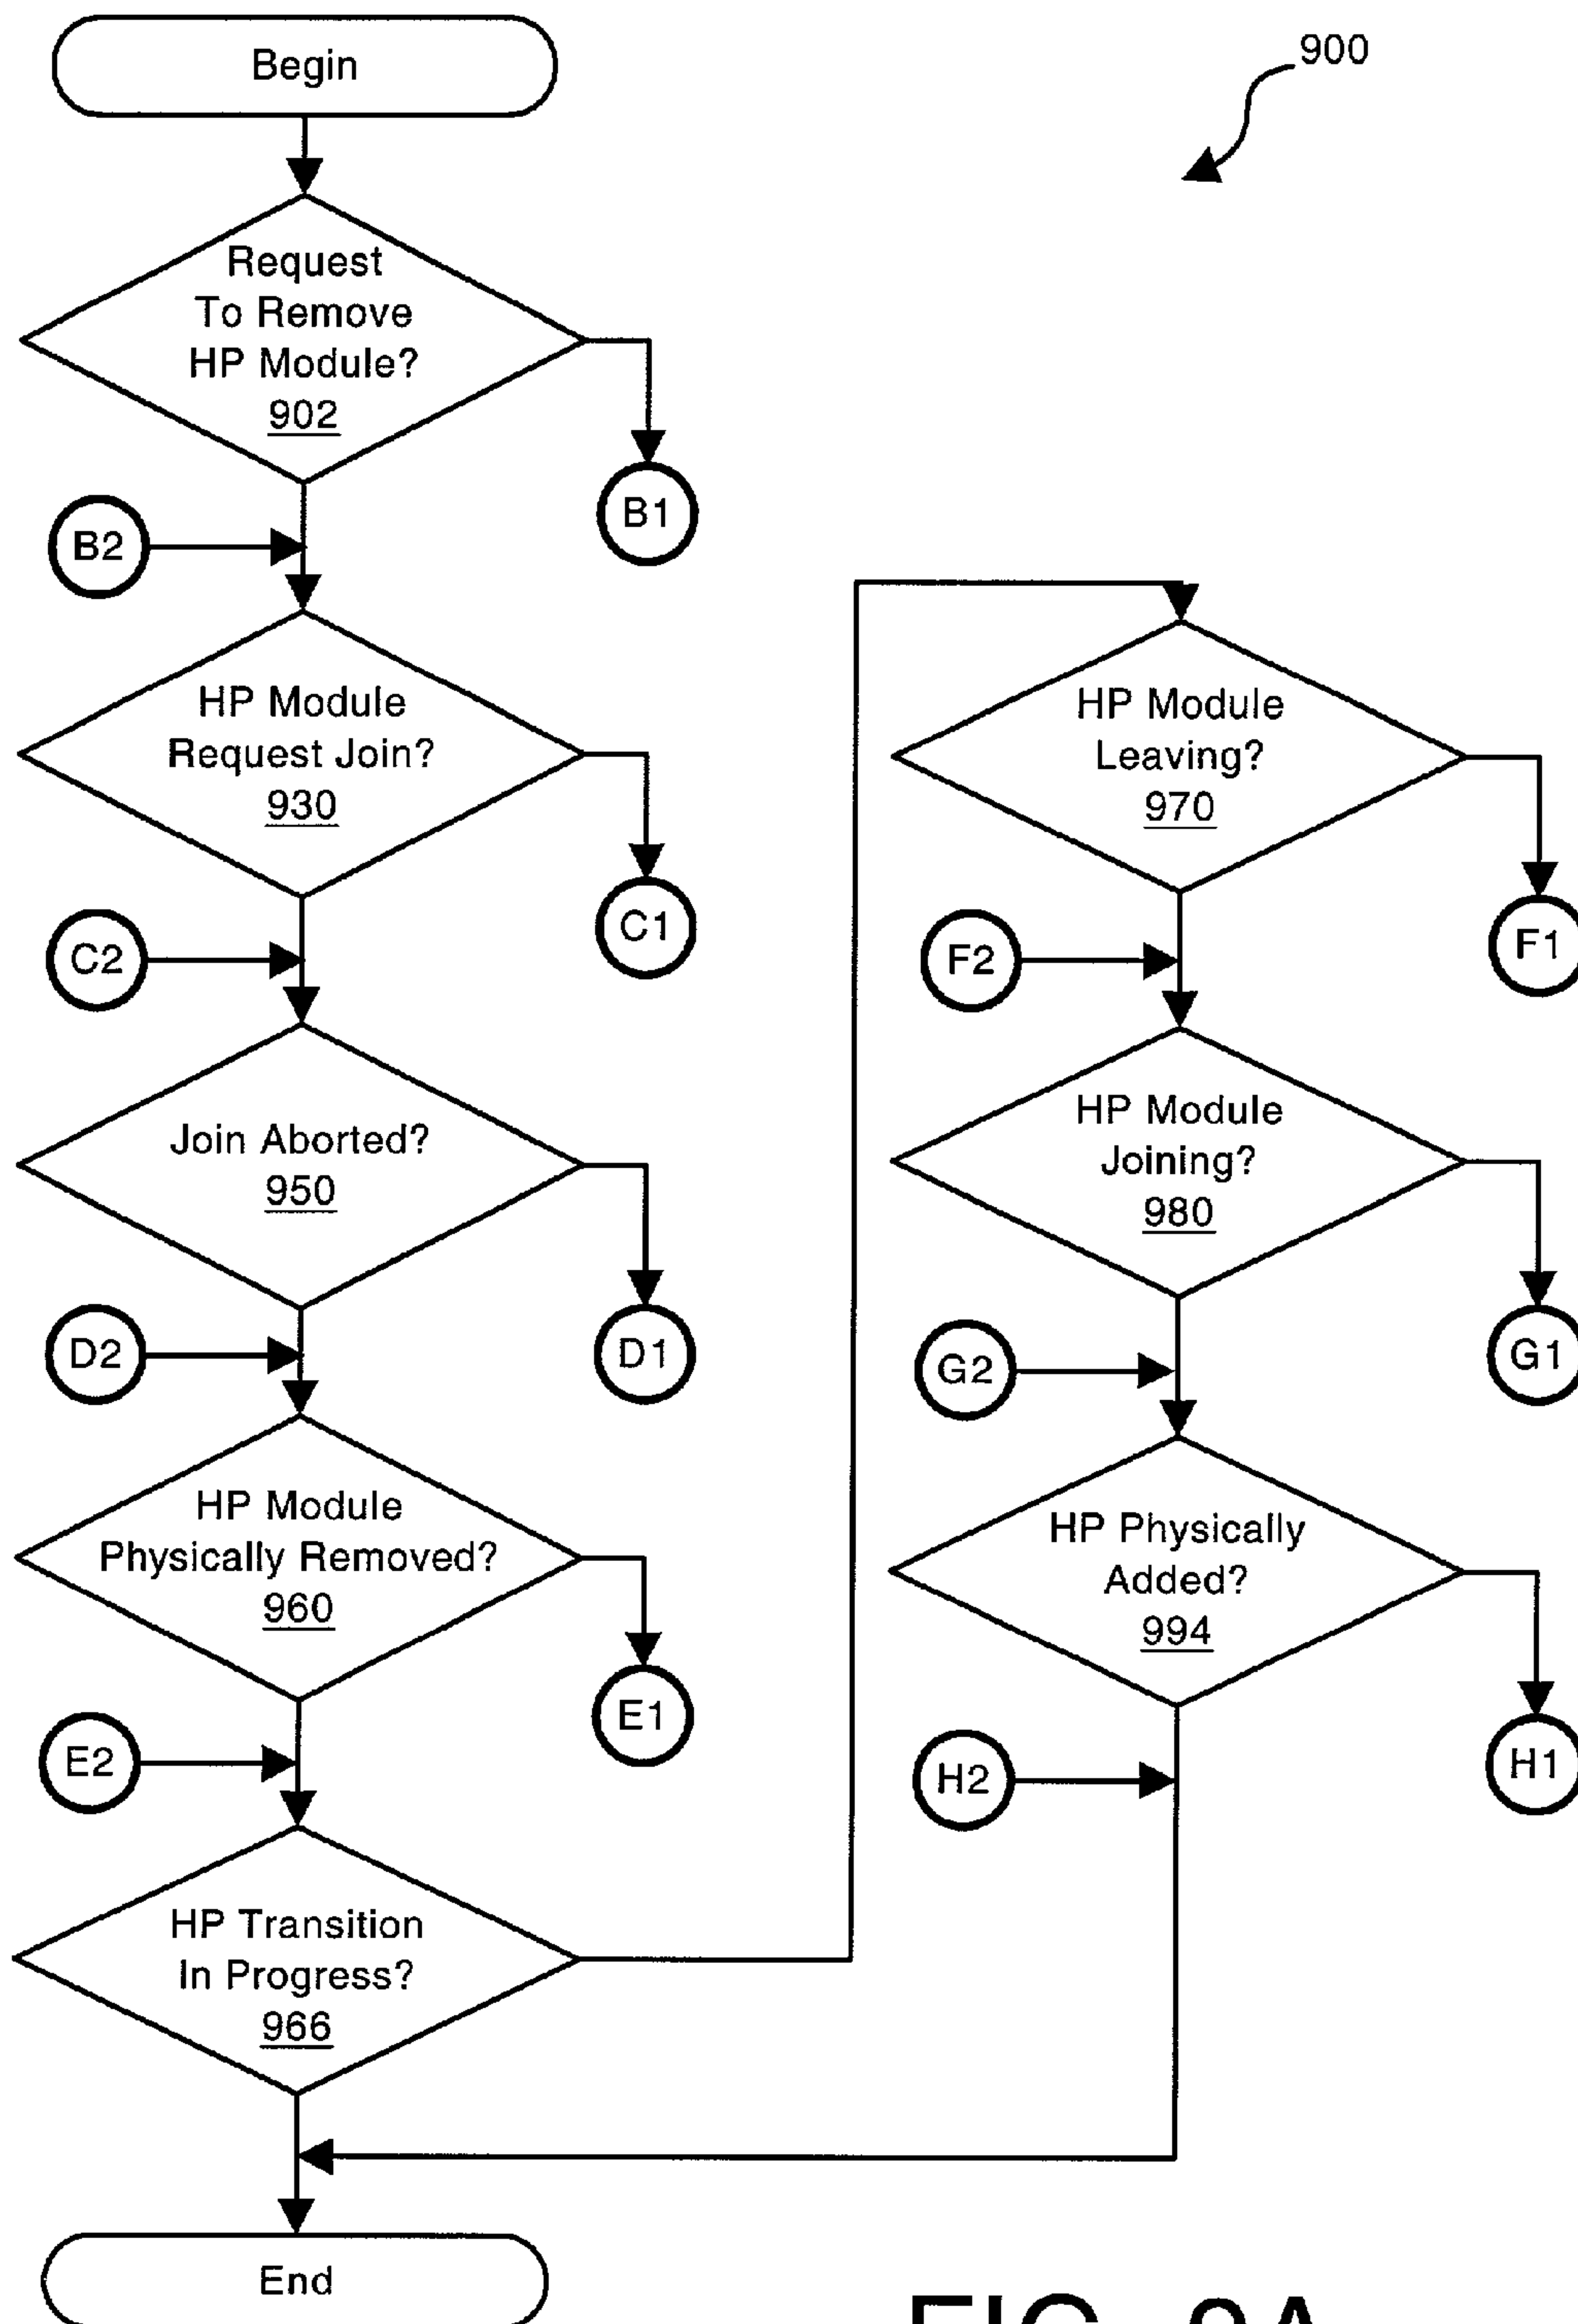 Begin
900
Request
To Remove
HP Module?
902
B1
B2
HP Module
Request Join?
930
C1
C2
Join Aborted?
950
D1
D2
HP Module
Physically Removed?
960
E1
E2
HP Transition
In Progress?
966
HP Module
Leaving?
970
F1
F2
HP Module
Joining?
980
G1
G2
HP Physically
Added?
994
H1
H2
End